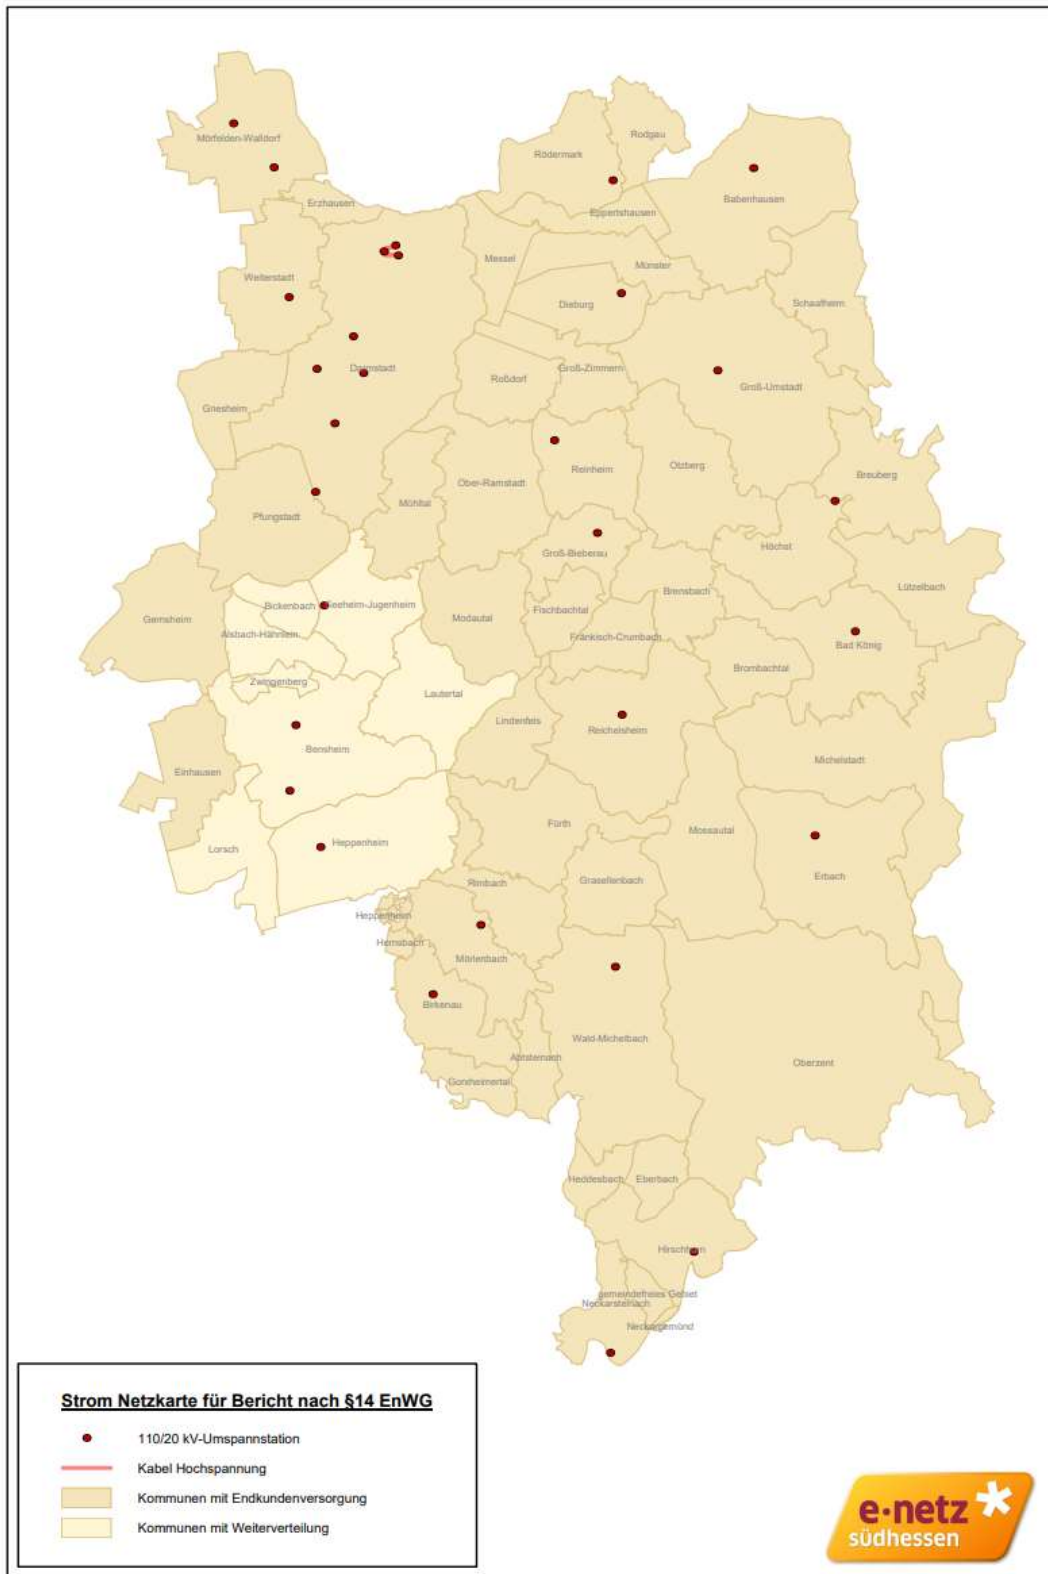 Mörfelden-Walldorf
Rodgau
Rödermark
Babenhausen
Erzhausen
Eppertshausen
Messel
Münster
Weiterstadt
Schaafheim
Dieburg
Darmstadt
Groß-Zimmern
Roßdorf
Groß-Umstadt
Griesheim
Otzberg
Reinheim
Breuberg
Ober-Ramstadt
Mühltal
Pfungstadt
Höchst
Groß-Bieberau
Lützelbach
Brensbach
Bickenbach
Seeheim-Jugenheim
Fischbachtal
Modautal
Gernsheim
Alsbach-Hähnlein
Fränkisch-Crumbach
Bad König
Brombachtal
Zwingenberg
Lautertal
Lindenfels
Reichelsheim
Bensheim
Michelstadt
Einhausen
Fürth
Mossautal
Heppenheim
Lorsch
Erbach
Grasellenbach
Rimbach
Heppenheim
Hemsbach
Mörlenbach
Birkenau
Wald-Michelbach
Abtsteinach
Oberzent
Gorxheimertal
Heddesbach
Eberbach
Hirschhorn
gemeindefreies Gebiet
Neckarsteinach
Neckargemünd
Strom Netzkarte für Bericht nach §14 EnWG
110/20 kV-Umspannstation
Kabel Hochspannung
Kommunen mit Endkundenversorgung
Kommunen mit Weiterverteilung
e·netz
südhessen